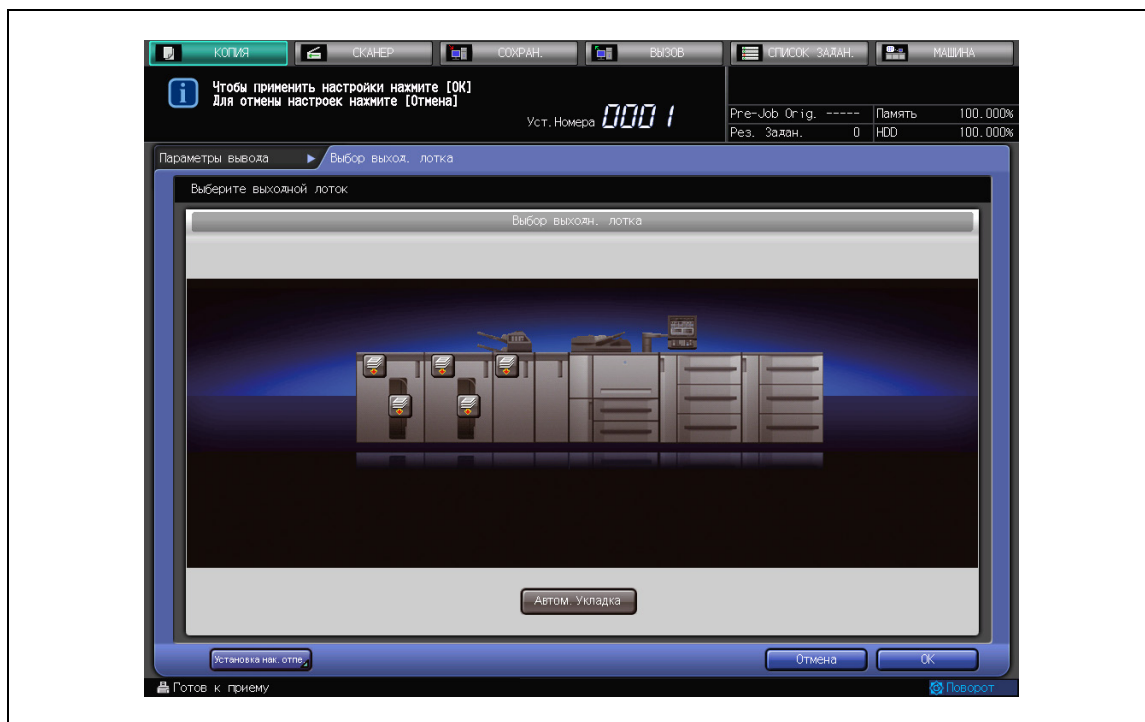 КОПИЯ СКАНЕР СОХРАН. ВЫЗОВ СПИСОК ЗАДАН. МАШИНА
Чтобы применить настройки нажмите [OK]
Для отмены настроек нажмите [Отмена]
Уст.Номера 0001
Pre-Job Orig. ----- Память 100.000%
Рез. Задан. 0 HDD 100.000%
Параметры вывода Выбор выход. лотка
Выберите выходной лоток
Выбор выходн. лотка
Автом. Укладка
Установка нак. отпе.
Отмена OK
Готов к приему Поворот